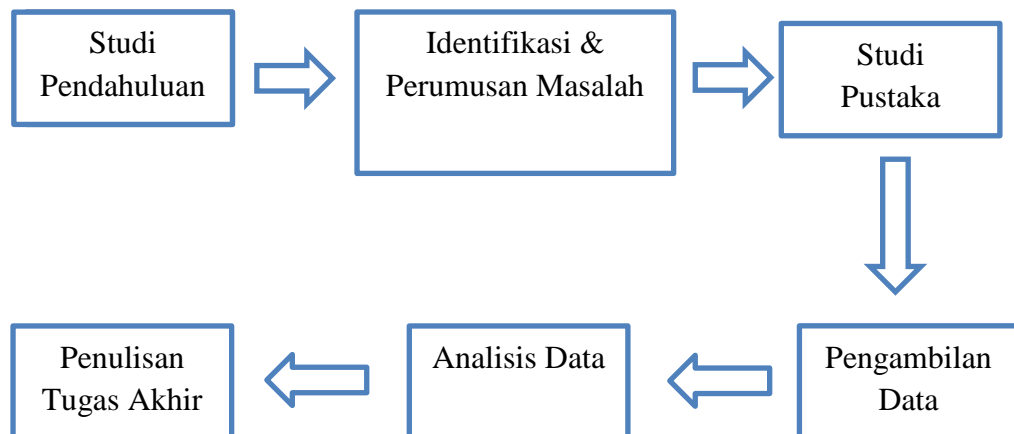 Studi
Pendahuluan
Identifikasi &
Perumusan Masalah
Studi
Pustaka
Pengambilan
Data
Analisis Data
Penulisan
Tugas Akhir